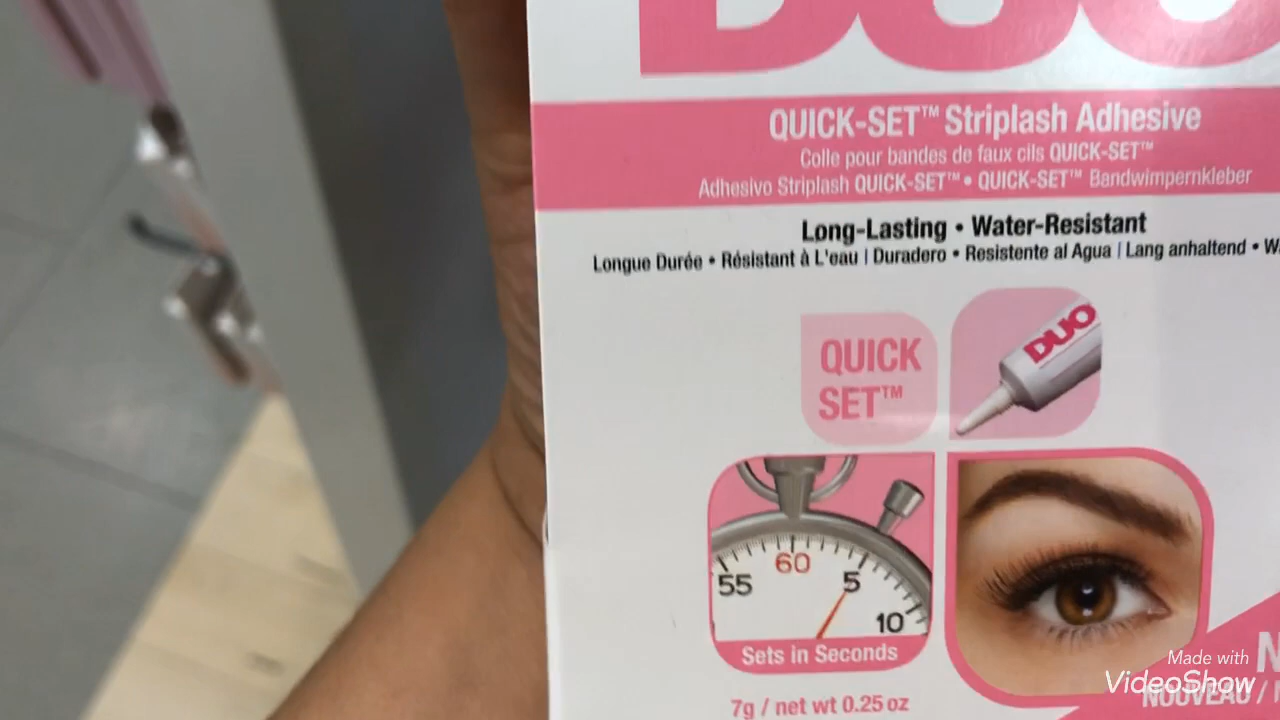 DUO
QUICK-SET™ Striplash Adhesive
Colle pour bandes de faux cils QUICK-SET™
Adhesivo Striplash QUICK-SET™ • QUICK-SET™ Bandwimpernkleber
Long-Lasting • Water-Resistant
Longue Durée • Résistant à L'eau | Duradero • Resistente al Agua | Lang anhaltend • W
QUICK
SET™
DUO
55 60 5 10
Sets in Seconds
7g / net wt 0.25 oz
N
NOUVEAU /
Made with
VideoShow